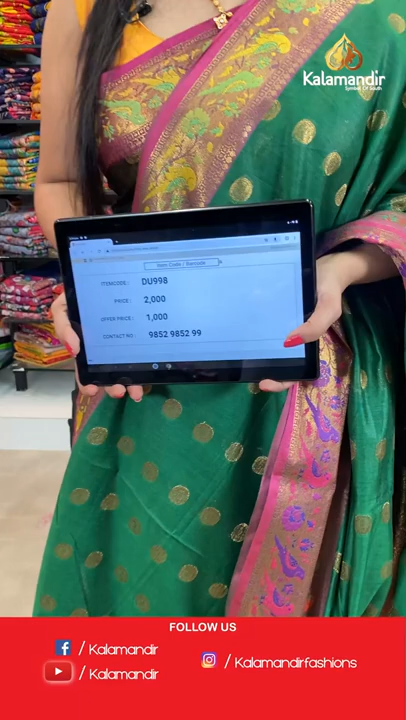 Kalamandir
Symbol Of South
Item Code / Barcode
ITEMCODE : DU998
PRICE : 2,000
OFFER PRICE : 1,000
CONTACT NO : 9852 9852 99
FOLLOW US
/ Kalamandir
/ Kalamandir
/ Kalamandirfashions